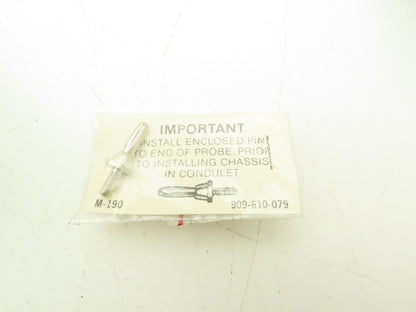 IMPORTANT
INSTALL ENCLOSED PIN
TO END OF PROBE, PRIOR
TO INSTALLING CHASSIS
IN CONDULET
M-190 909-610-079